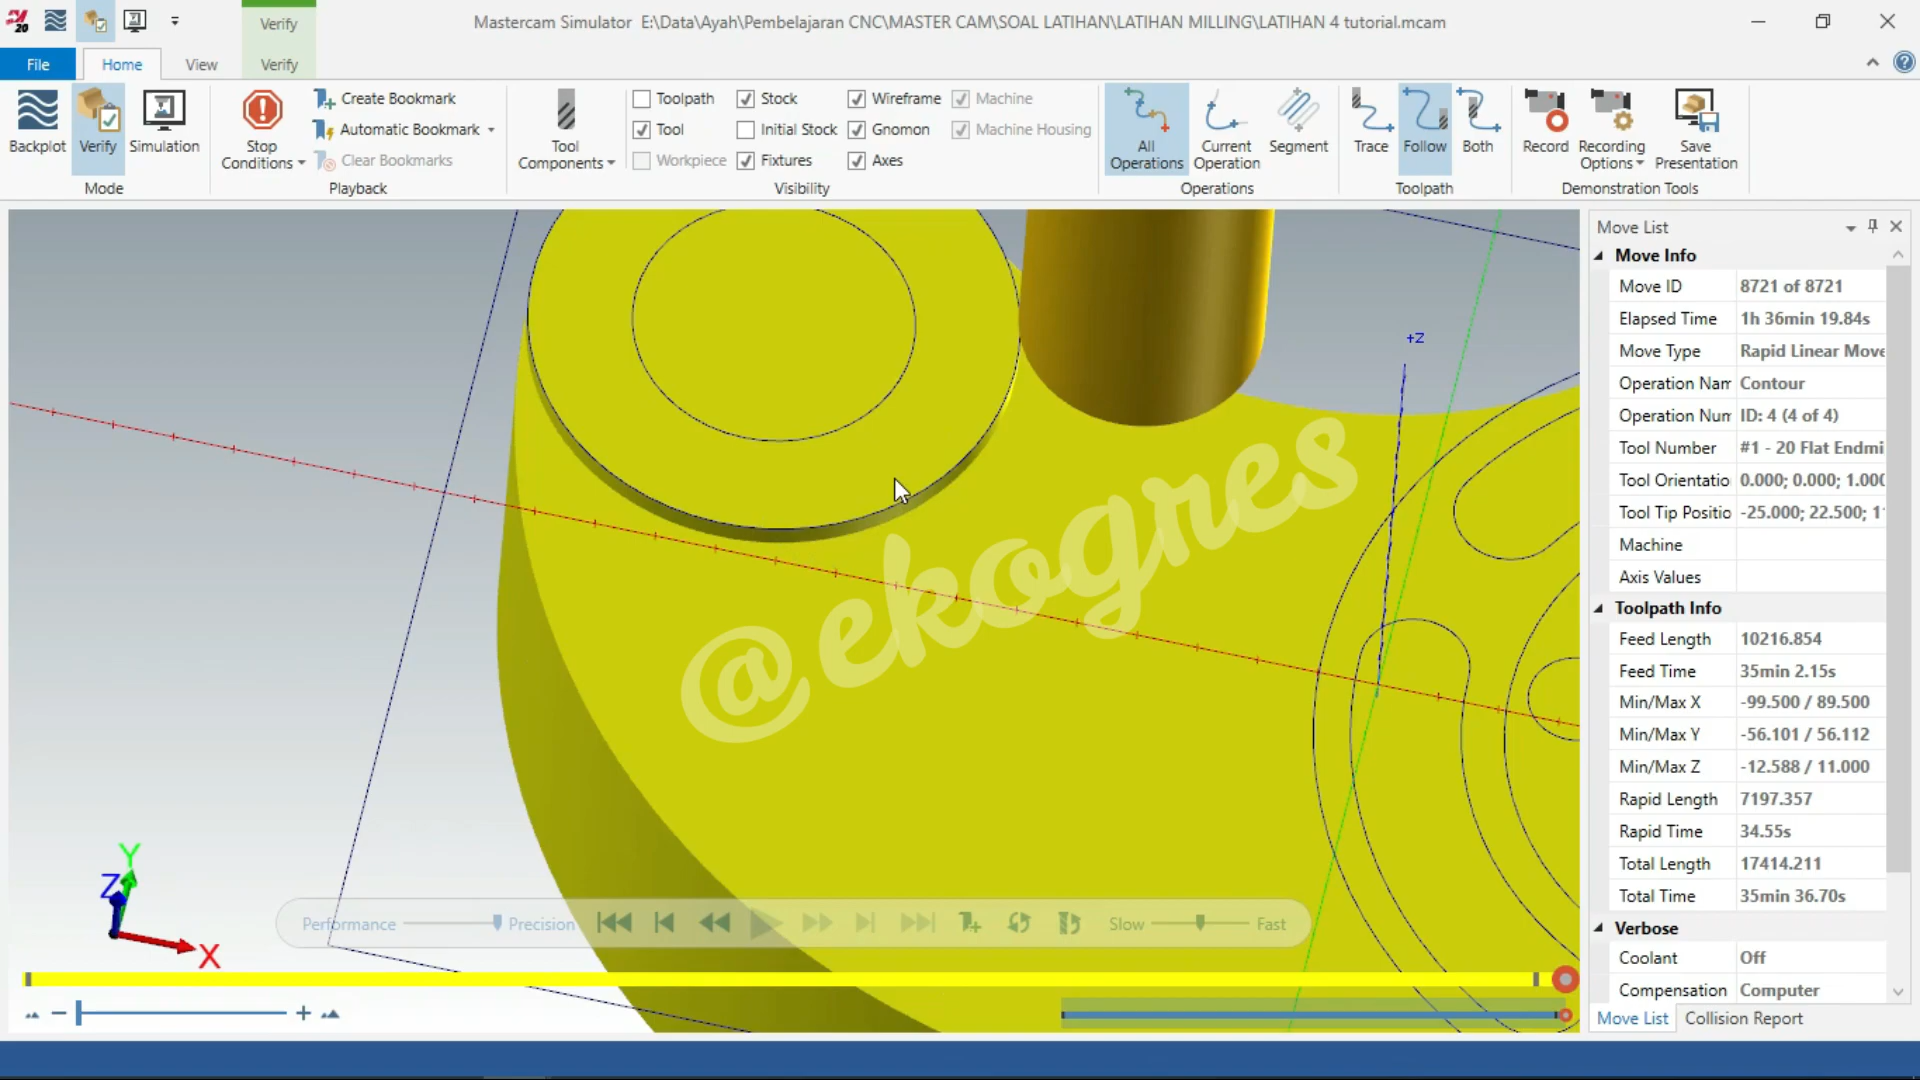 20
Verify
Mastercam Simulator E:\Data\Ayah\Pembelajaran CNC\MASTER CAM\SOAL LATIHAN\LATIHAN MILLING\LATIHAN 4 tutorial.mcam
File
Home
View
Verify
Backplot
Verify
Simulation
Mode
Stop
Conditions
Create Bookmark
Automatic Bookmark
Clear Bookmarks
Playback
Tool
Components
Toolpath
Stock
Wireframe
Machine
Tool
Initial Stock
Gnomon
Machine Housing
Workpiece
Fixtures
Axes
Visibility
All
Operations
Current
Operation
Segment
Operations
Trace
Follow
Both
Toolpath
Record
Recording
Options
Save
Presentation
Demonstration Tools
+Z
@ekogres
Y
Z
X
Performance
Precision
Slow
Fast
Move List
Move Info
Move ID 8721 of 8721
Elapsed Time 1h 36min 19.84s
Move Type Rapid Linear Move
Operation Nam Contour
Operation Num ID: 4 (4 of 4)
Tool Number #1 - 20 Flat Endmi
Tool Orientatio 0.000; 0.000; 1.000
Tool Tip Positio -25.000; 22.500; 1
Machine
Axis Values
Toolpath Info
Feed Length 10216.854
Feed Time 35min 2.15s
Min/Max X -99.500 / 89.500
Min/Max Y -56.101 / 56.112
Min/Max Z -12.588 / 11.000
Rapid Length 7197.357
Rapid Time 34.55s
Total Length 17414.211
Total Time 35min 36.70s
Verbose
Coolant Off
Compensation Computer
Move List
Collision Report